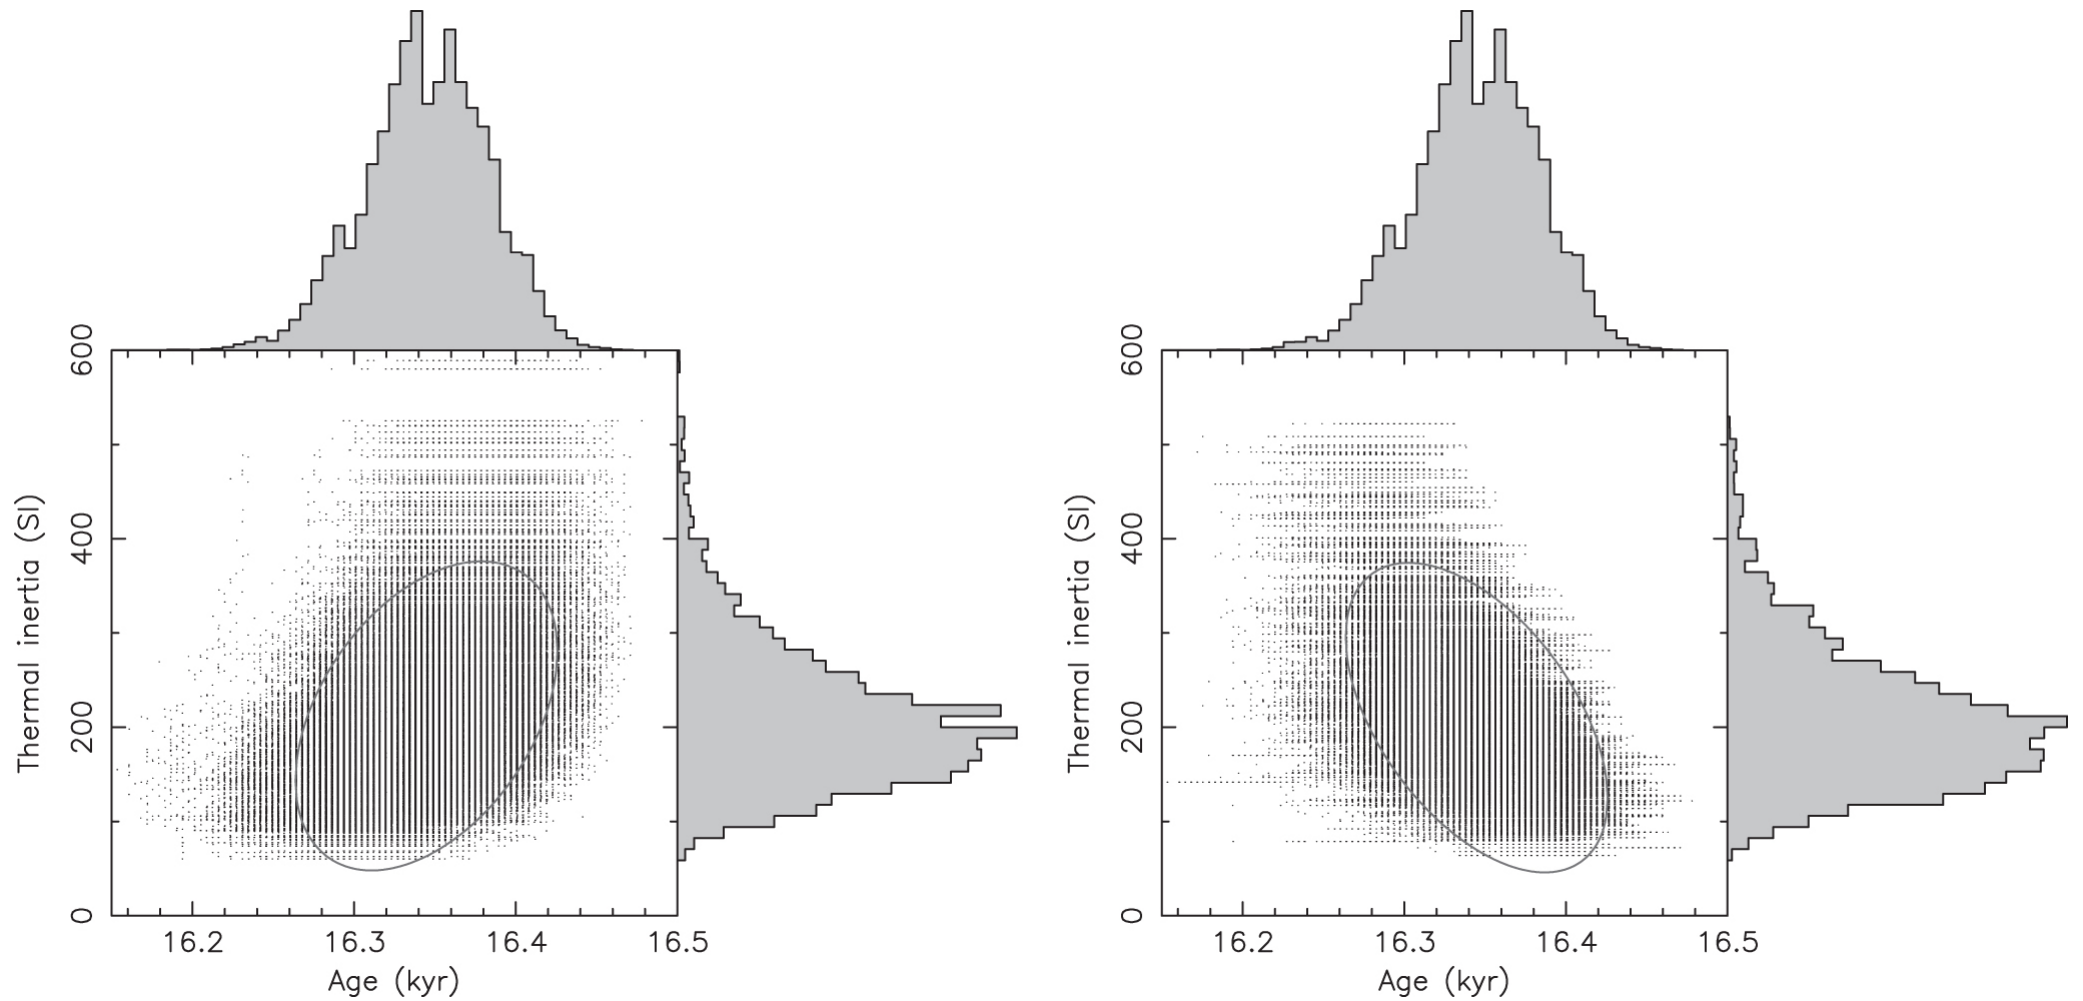 600
400
200
0
Thermal inertia (SI)
16.2 16.3 16.4 16.5
Age (kyr)
600
400
200
0
Thermal inertia (SI)
16.2 16.3 16.4 16.5
Age (kyr)